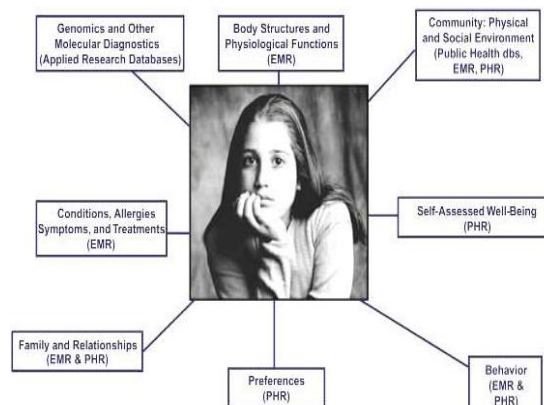 Genomics and Other
Molecular Diagnostics
(Applied Research Databases)
Body Structures and
Physiological Functions
(EMR)
Community: Physical
and Social Environment
(Public Health dbs,
EMR, PHR)
Conditions, Allergies
Symptoms, and Treatments
(EMR)
Self-Assessed Well-Being
(PHR)
Family and Relationships
(EMR & PHR)
Preferences
(PHR)
Behavior
(EMR &
PHR)